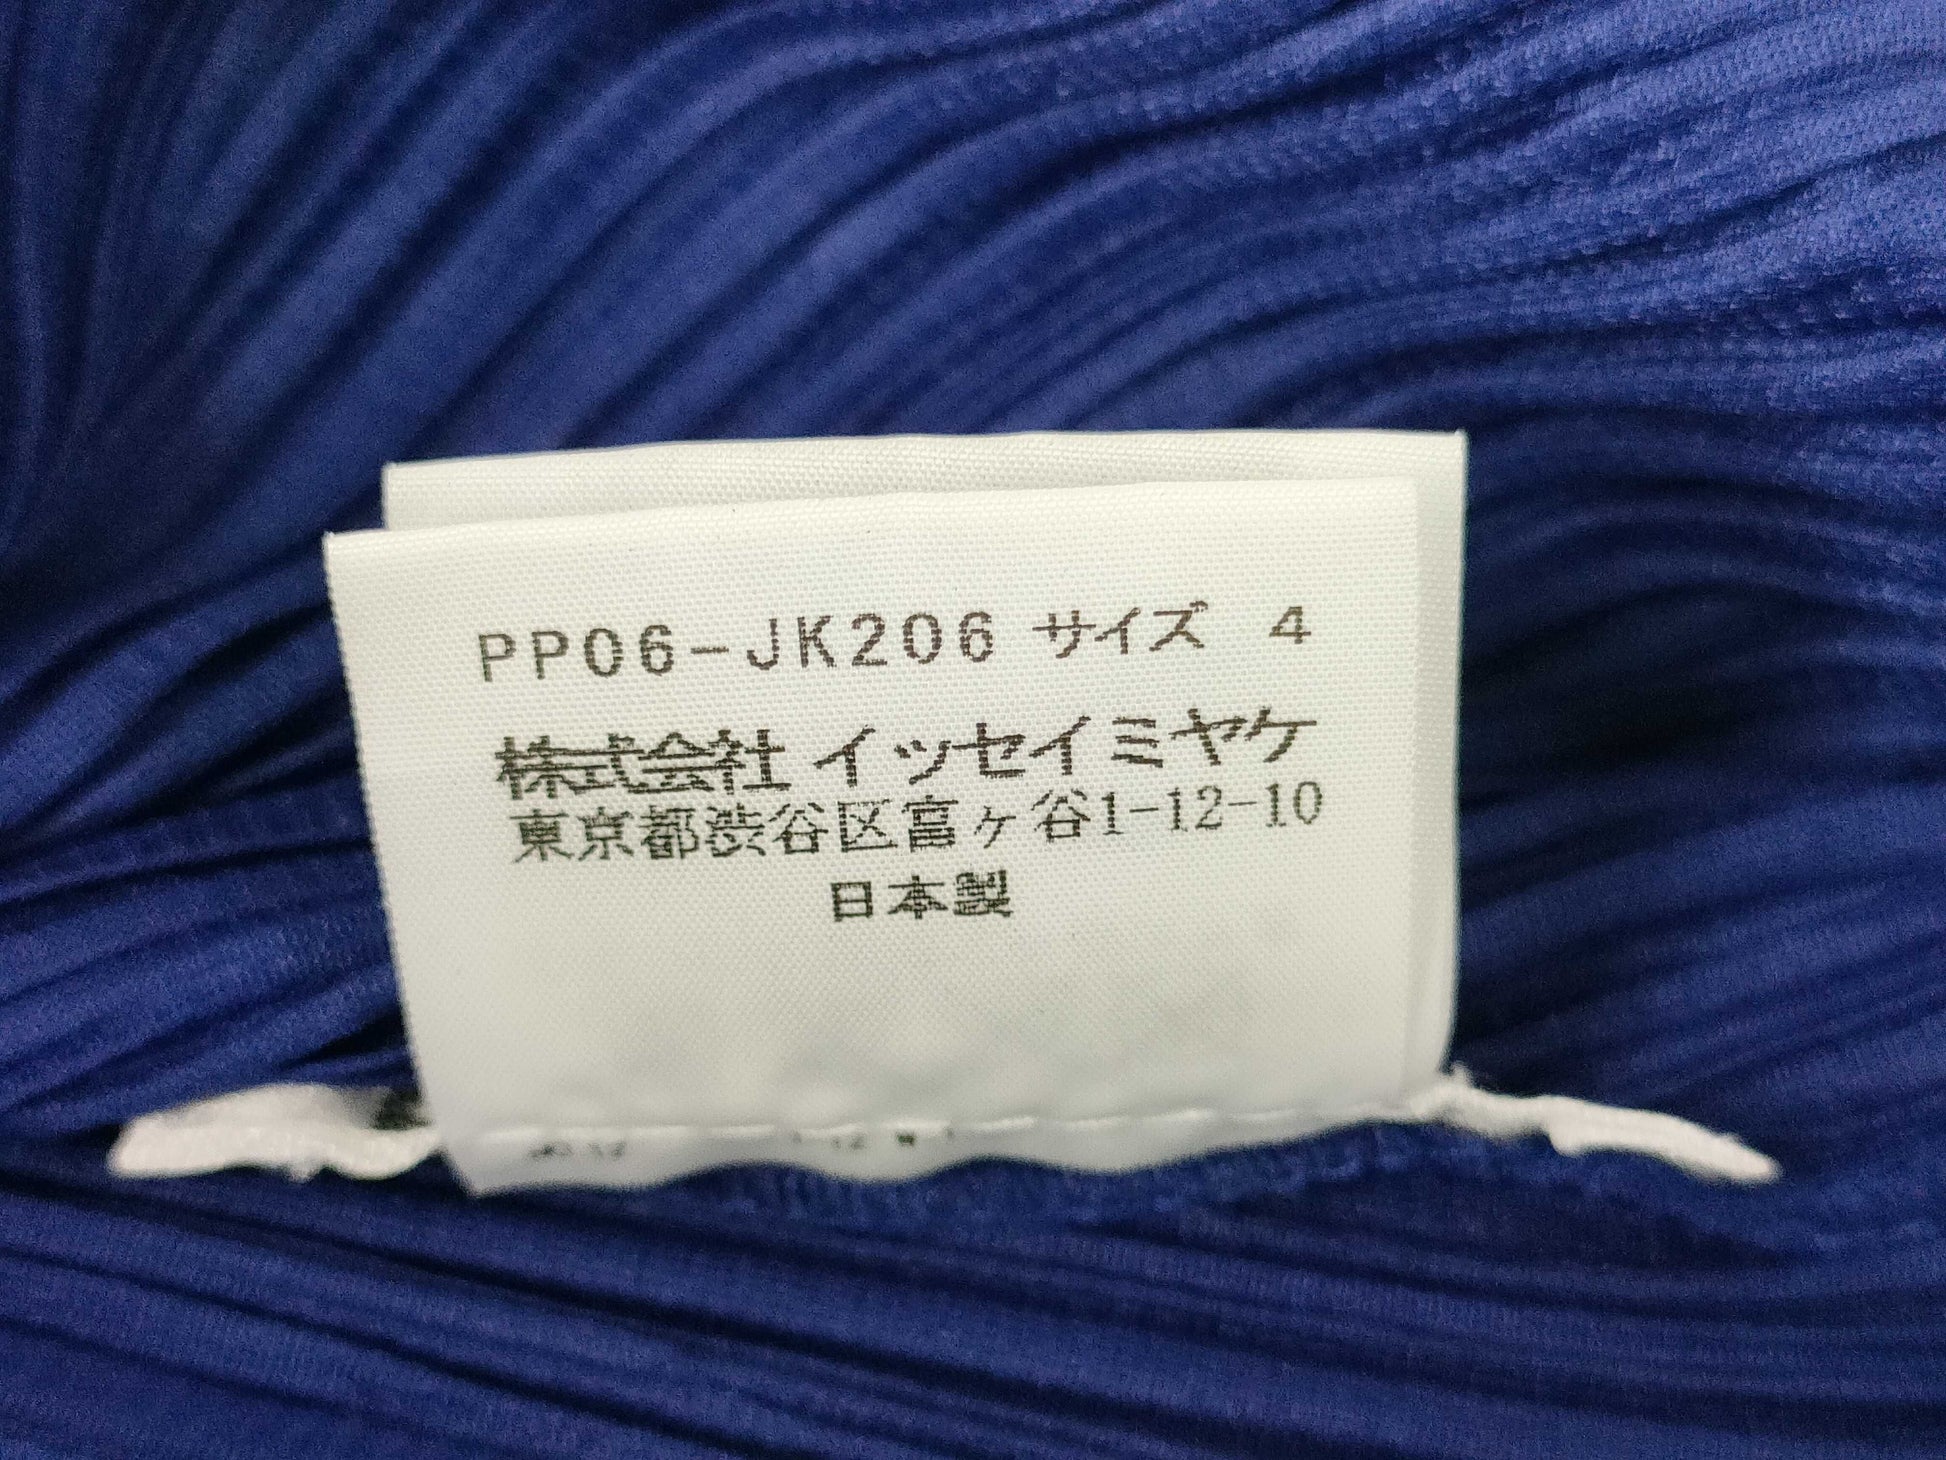 PP06-JK206 サイズ 4
株式会社 イッセイミヤケ
東京都渋谷区富ヶ谷1-12-10
日本製